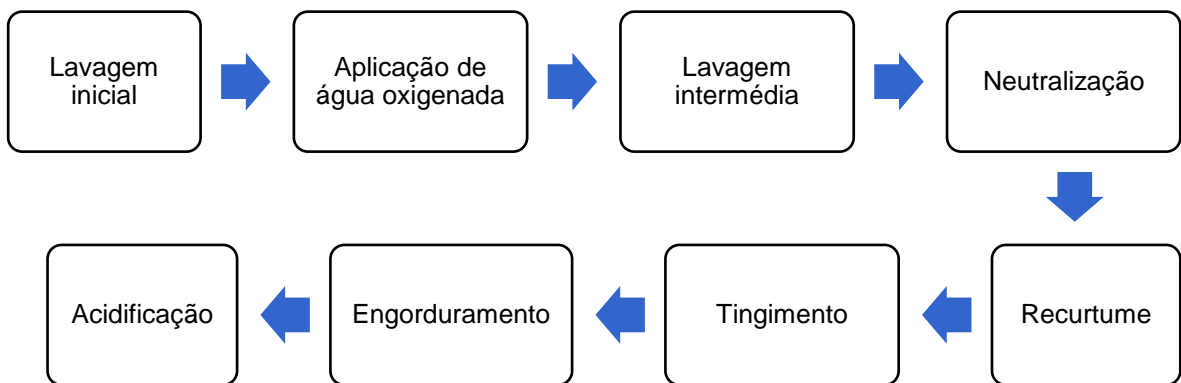 Lavagem
inicial
Aplicação de
água oxigenada
Lavagem
intermédia
Neutralização
Recurtume
Tingimento
Engorduramento
Acidificação